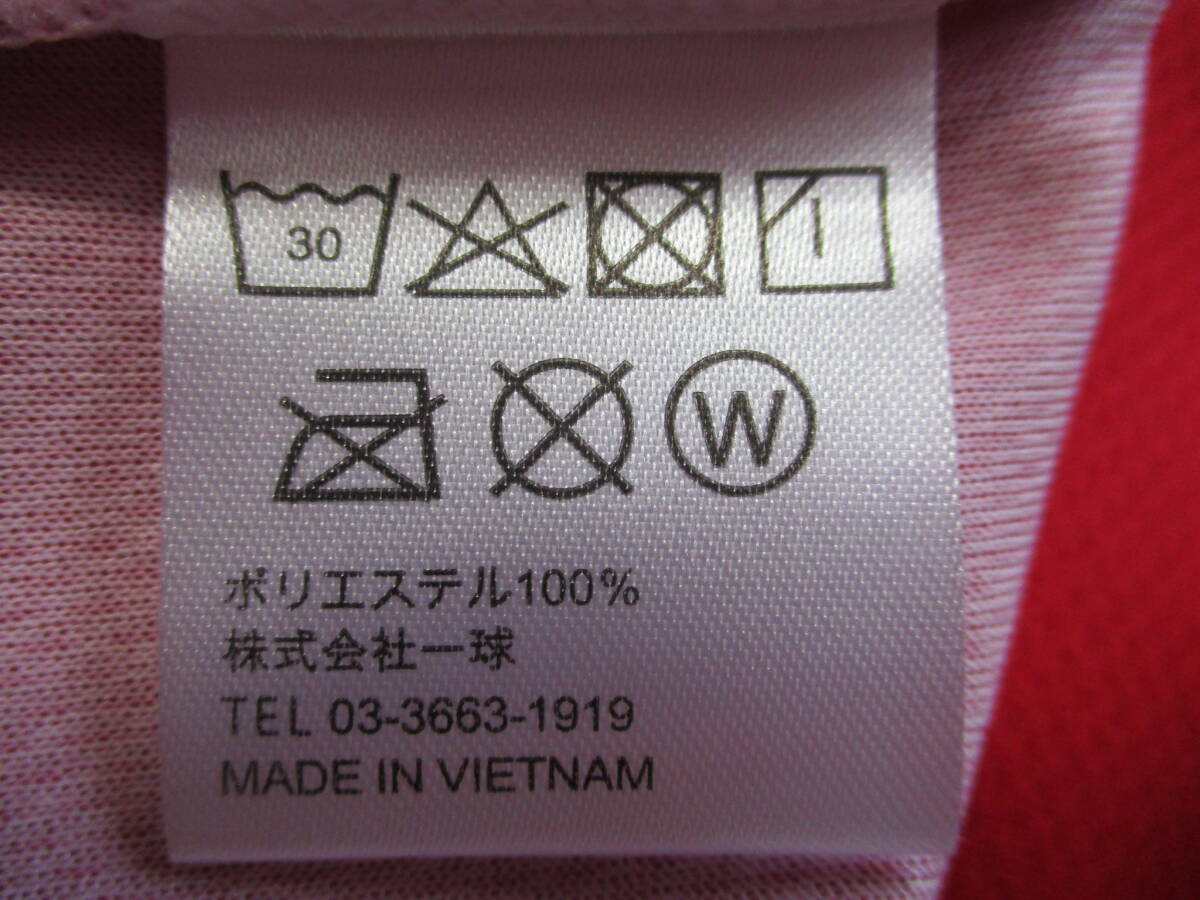 30
W
ポリエステル100%
株式会社一球
TEL 03-3663-1919
MADE IN VIETNAM